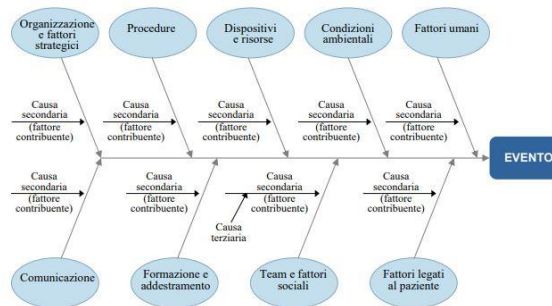 Organizzazione
e fattori
strategici
Procedure
Dispositivi
e risorse
Condizioni
ambientali
Fattori umani
Causa
secondaria
(fattore
contribuente)
Causa
secondaria
(fattore
contribuente)
Causa
secondaria
(fattore
contribuente)
Causa
secondaria
(fattore
contribuente)
Causa
secondaria
(fattore
contribuente)
EVENTO
Causa
secondaria
(fattore
contribuente)
Causa
secondaria
(fattore
contribuente)
Causa
secondaria
(fattore
contribuente)
Causa
secondaria
(fattore
contribuente)
Causa
terziaria
Comunicazione
Formazione e
addestramento
Team e fattori
sociali
Fattori legati
al paziente